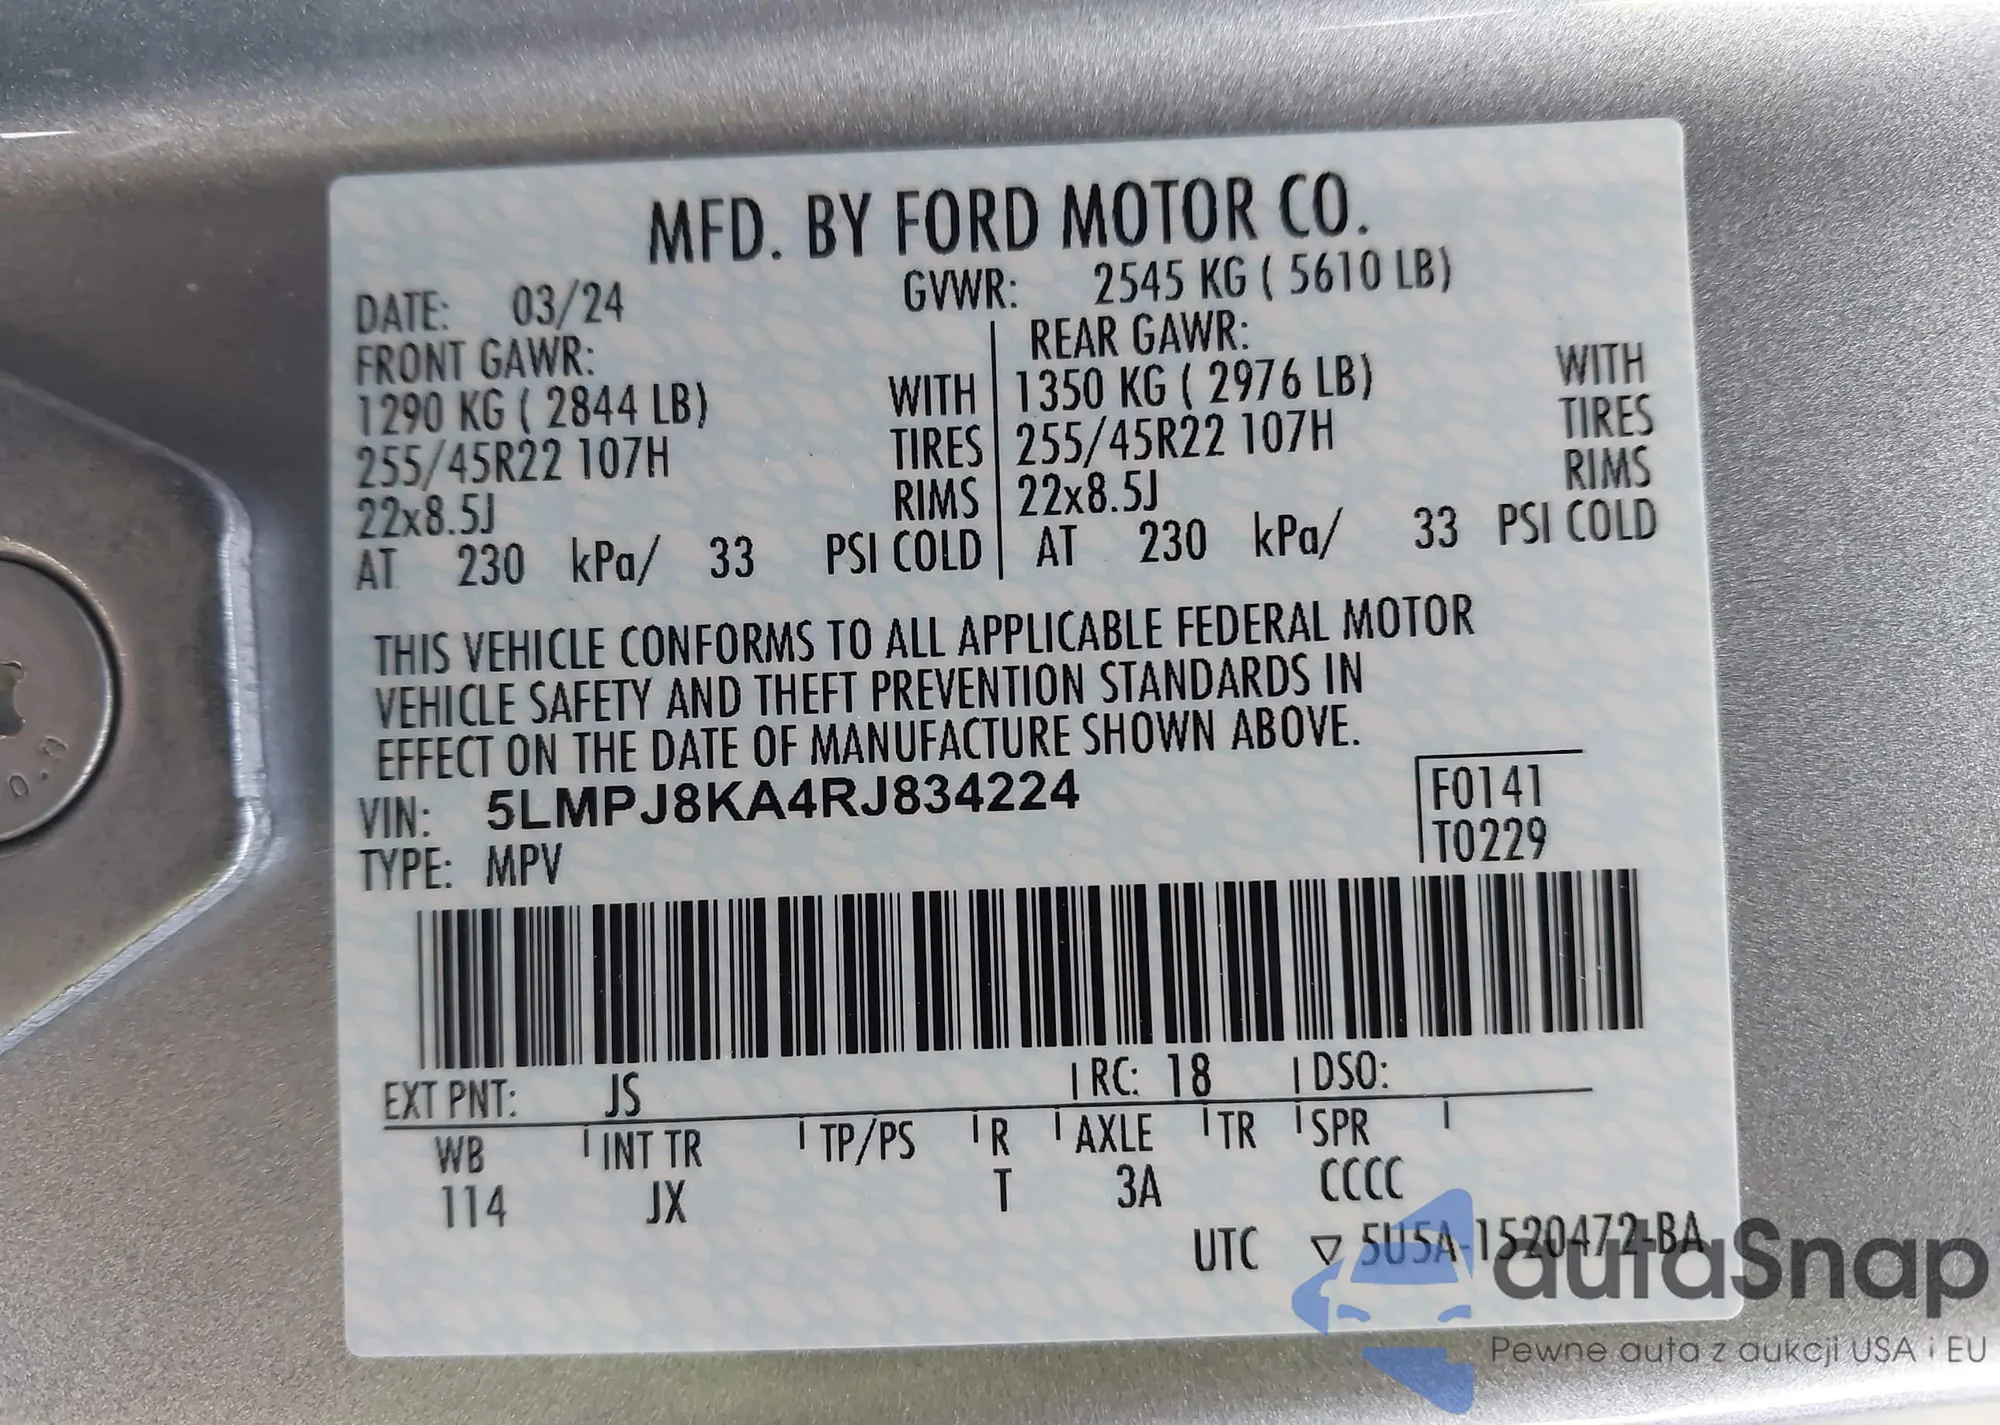 MFD. BY FORD MOTOR CO.
DATE: 03/24 GVWR: 2545 KG ( 5610 LB)
FRONT GAWR: REAR GAWR:
1290 KG ( 2844 LB) WITH 1350 KG ( 2976 LB) WITH
255/45R22 107H TIRES 255/45R22 107H TIRES
22x8.5J RIMS 22x8.5J RIMS
AT 230 kPa/ 33 PSI COLD AT 230 kPa/ 33 PSI COLD
THIS VEHICLE CONFORMS TO ALL APPLICABLE FEDERAL MOTOR
VEHICLE SAFETY AND THEFT PREVENTION STANDARDS IN
EFFECT ON THE DATE OF MANUFACTURE SHOWN ABOVE.
VIN: 5LMPJ8KA4RJ834224 F0141
TYPE: MPV T0229
EXT PNT: JS RC: 18 DSO:
WB INT TR TP/PS R AXLE TR SPR
114 JX T 3A CCCC
UTC ▽ 5U5A-1520472-BA
autaSnap
Pewne auta z aukcji USA i EU